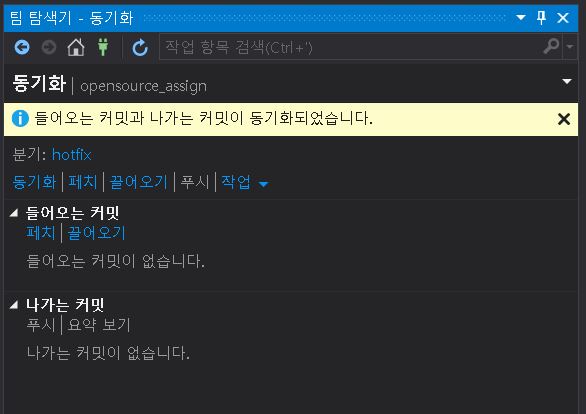 팀 탐색기 - 동기화
작업 항목 검색(Ctrl+')
동기화 | opensource_assign
들어오는 커밋과 나가는 커밋이 동기화되었습니다.
분기: hotfix
동기화 | 페치 | 끌어오기 | 푸시 | 작업
들어오는 커밋
페치 | 끌어오기
들어오는 커밋이 없습니다.
나가는 커밋
푸시 | 요약 보기
나가는 커밋이 없습니다.